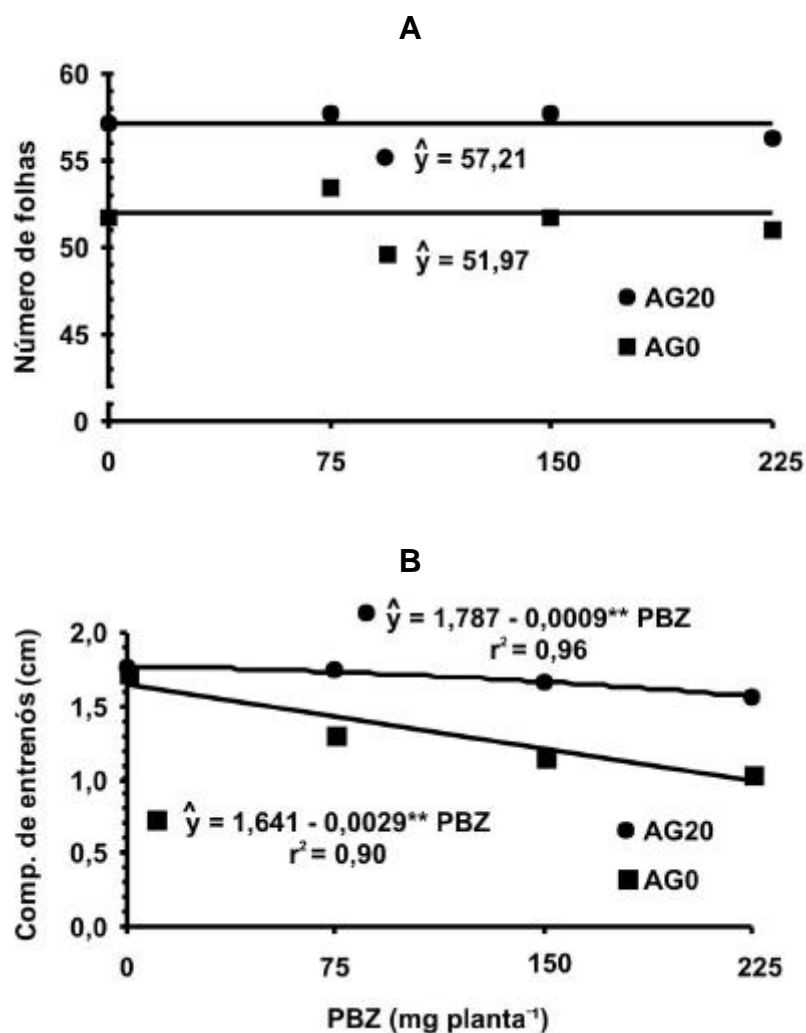 A
Número de folhas
60
55
50
45
0
ŷ = 57,21
ŷ = 51,97
AG20
AG0
0 75 150 225
B
Comp. de entrenós (cm)
2,0
1,5
1,0
0,5
0,0
ŷ = 1,787 - 0,0009** PBZ
r² = 0,96
ŷ = 1,641 - 0,0029** PBZ
r² = 0,90
AG20
AG0
0 75 150 225
PBZ (mg planta⁻¹)